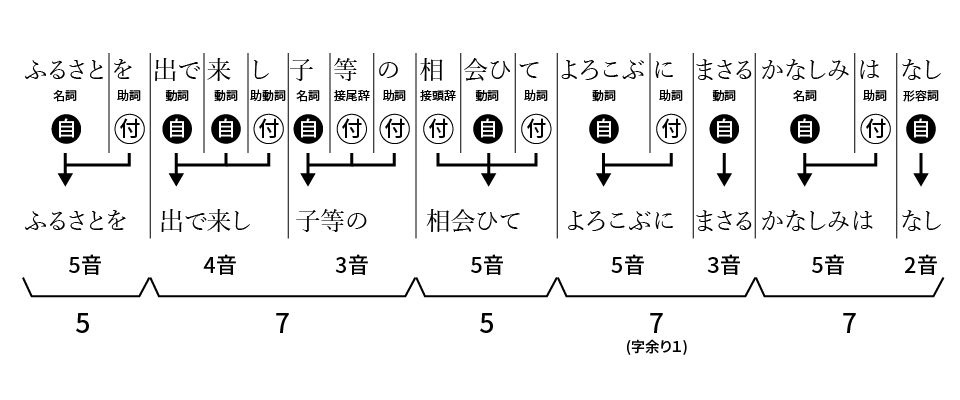 ふるさと を 出で 来 し 子 等 の 相 会ひ て よろこぶ に まさる かなしみ は なし
名詞 助詞 動詞 動詞 助動詞 名詞 接尾辞 助詞 接頭辞 動詞 助詞 動詞 助詞 動詞 名詞 助詞 形容詞
自 付 自 自 付 自 付 付 付 自 付 自 付 自 自 付 自
ふるさとを 出で来し 子等の 相会ひて よろこぶに まさる かなしみは なし
5音 4音 3音 5音 5音 3音 5音 2音
5 7 5 7 7
(字余り1)